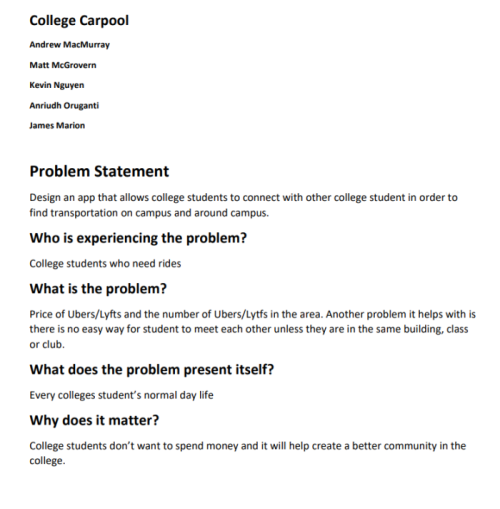 College Carpool
Andrew MacMurray
Matt McGrovern
Kevin Nguyen
Anriudh Oruganti
James Marion
Problem Statement
Design an app that allows college students to connect with other college student in order to
find transportation on campus and around campus.
Who is experiencing the problem?
College students who need rides
What is the problem?
Price of Ubers/Lyfts and the number of Ubers/Lytfs in the area. Another problem it helps with is
there is no easy way for student to meet each other unless they are in the same building, class
or club.
What does the problem present itself?
Every colleges student's normal day life
Why does it matter?
College students don't want to spend money and it will help create a better community in the
college.